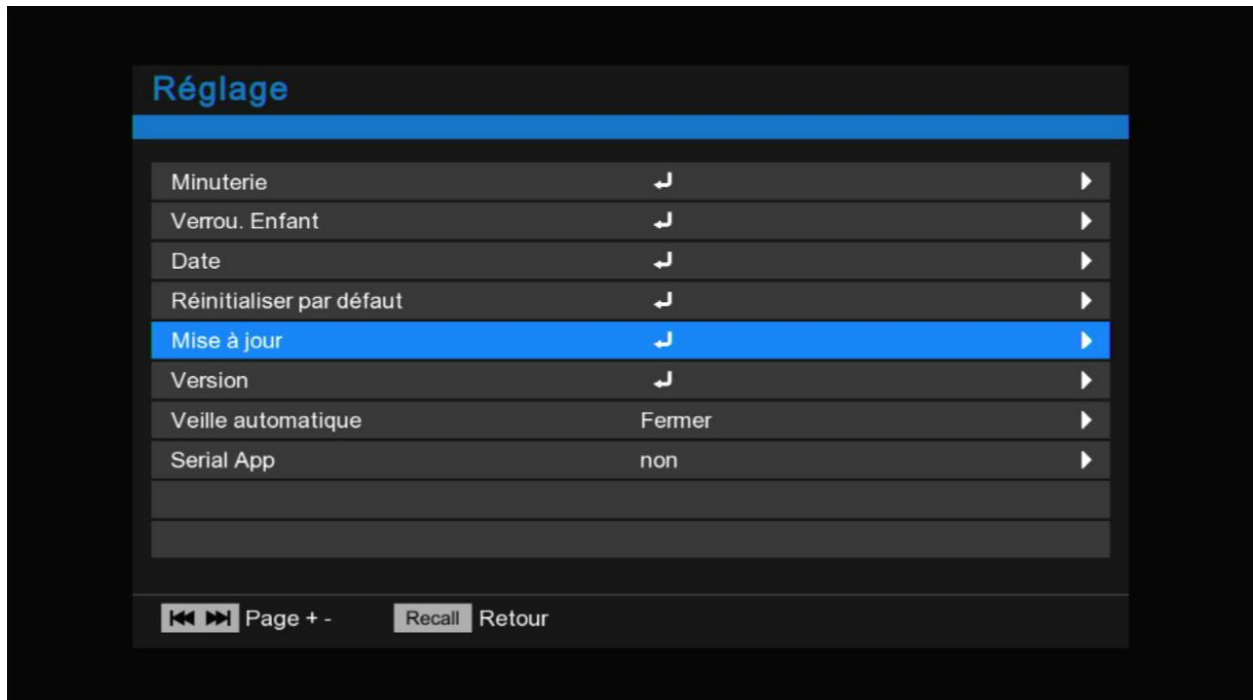 Réglage
Minuterie
Verrou. Enfant
Date
Réinitialiser par défaut
Mise à jour
Version
Veille automatique Fermer
Serial App non
Page + - Recall Retour